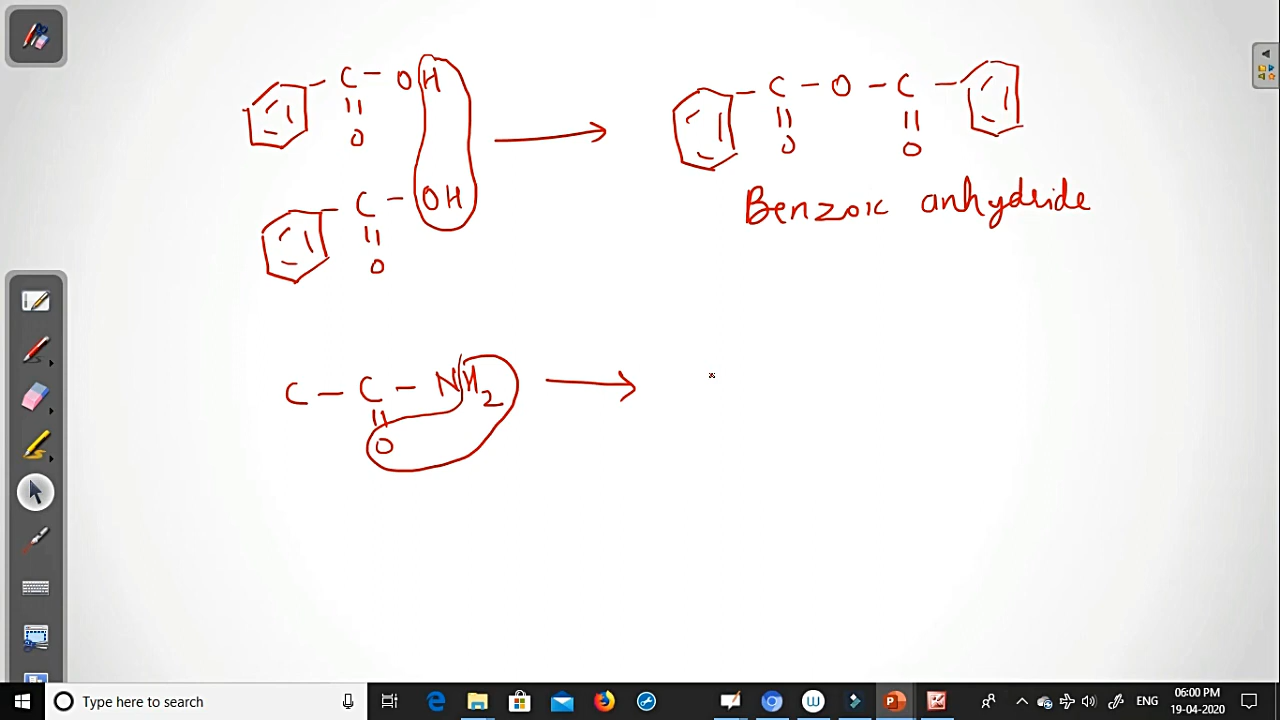 C - OH
||
O
C - OH
||
O
C - O - C
|| ||
O O
Benzoic anhydride
C - C - NH2
||
O
Type here to search
ENG
06:00 PM
19-04-2020